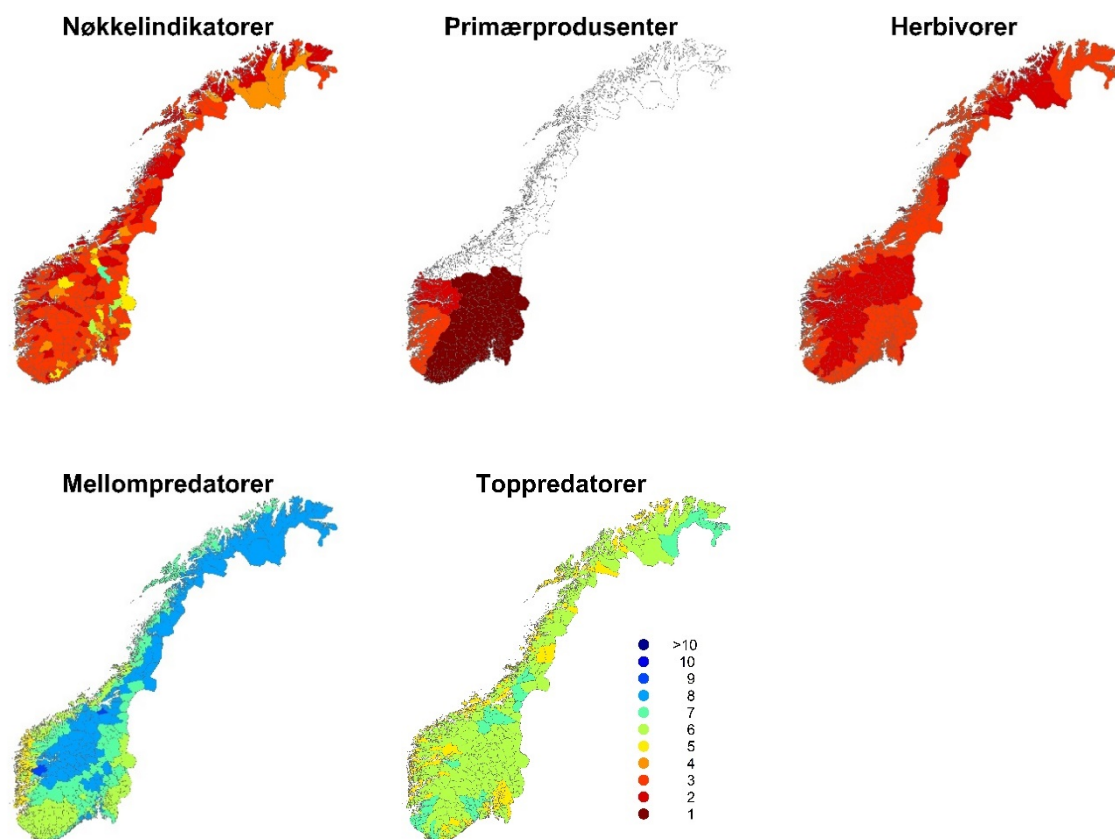 Nøkkelindikatorer
Primærprodusenter
Herbivorer
Mellompredatorer
Toppredatorer
>10
10
9
8
7
6
5
4
3
2
1